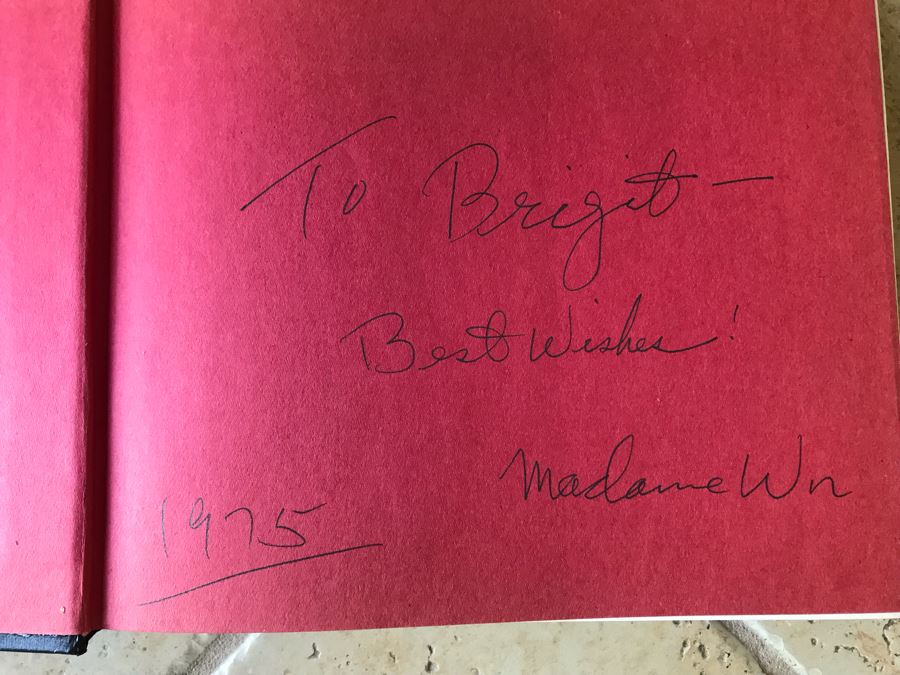 To Brigit —
Best Wishes!
Madame Wu
1975